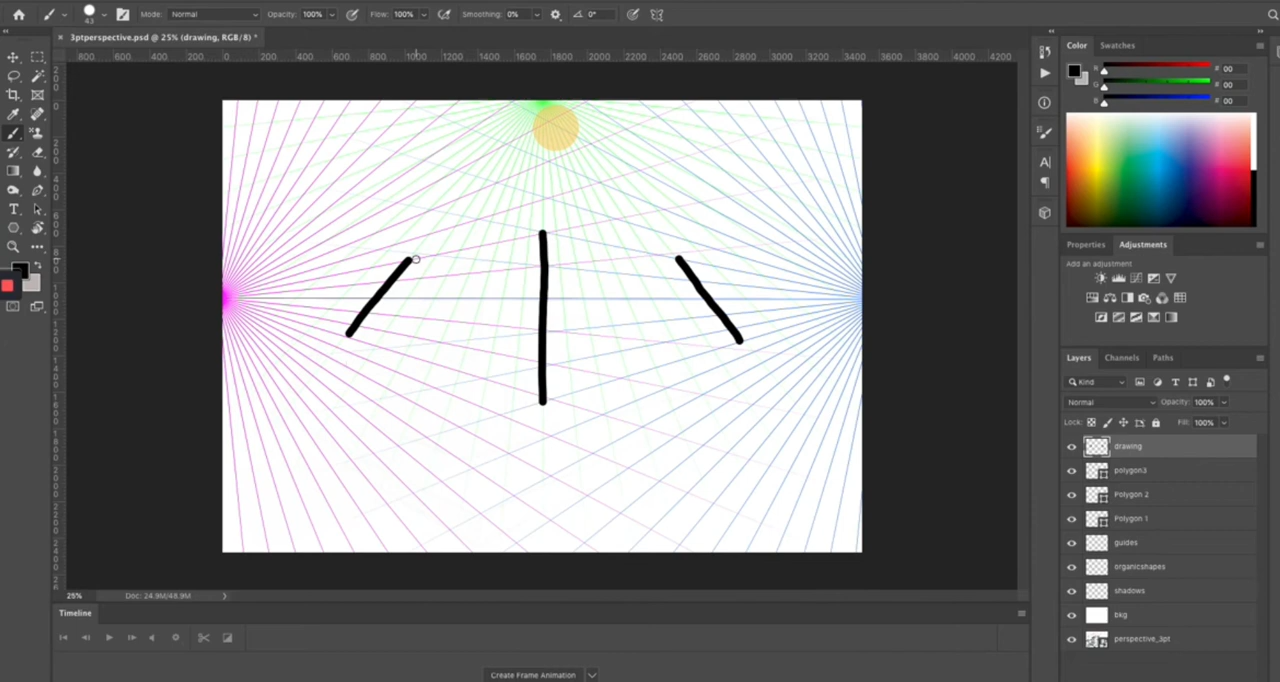 43 Mode: Normal Opacity: 100% Flow: 100% Smoothing: 0% 0°
× 3ptperspective.psd @ 25% (drawing, RGB/8) *
800 600 400 200 0 200 400 600 800 1000 1200 1400 1600 1800 2000 2200 2400 2600 2800 3000 3200 3400 3600 3800 4000 4200
Color Swatches
R # 00
G # 00
B # 00
Properties Adjustments
Add an adjustment
Layers Channels Paths
Kind
Normal Opacity: 100%
Lock: Fill: 100%
drawing
polygon3
Polygon 2
Polygon 1
guides
organicshapes
shadows
bkg
perspective_3pt
25% Doc: 24.9M/48.9M
Timeline
Create Frame Animation